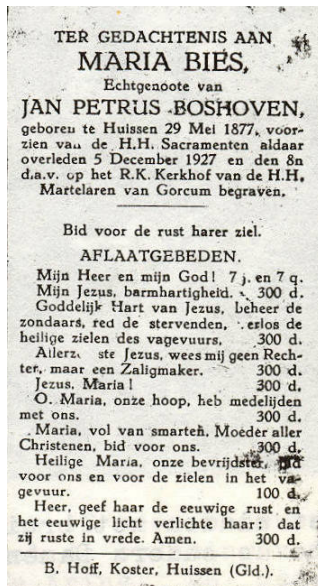 TER GEDACHTENIS AAN
MARIA BIES,
Echtgenoote van
JAN PETRUS BOSHOVEN,
geboren te Huissen 29 Mei 1877, voor-
zien van de H.H. Sacramenten aldaar
overleden 5 December 1927 en den 8n
d.a.v. op het R.K. Kerkhof van de H.H.
Martelaren van Gorcum begraven.
Bid voor de rust harer ziel.
AFLAATGEBEDEN.
Mijn Heer en mijn God! 7 j. en 7 q.
Mijn Jezus, barmhartigheid. 300 d.
Goddelijk Hart van Jezus, beheer de
zondaars, red de stervenden, erlos de
heilige zielen des vagevuurs, 300 d.
ste Jezus, wees mij geen Rech-
ter, maar een Zaligmaker. 300 d.
Jezus, Maria! 300 d.
O. Maria, onze hoop, heb medelijden
met ons. 300 d.
Maria, vol van smarten, Moeder aller
Christenen, bid voor ons. 300 d.
Heilige Maria, onze bevrijdster, bid
voor ons en voor de zielen in het va-
gevuur. 100 d.
Heer, geef haar de eeuwige rust en
het eeuwige licht verlichte haar; dat
zij ruste in vrede. Amen. 300 d.
B. Hoff, Koster, Huissen (Gld.).